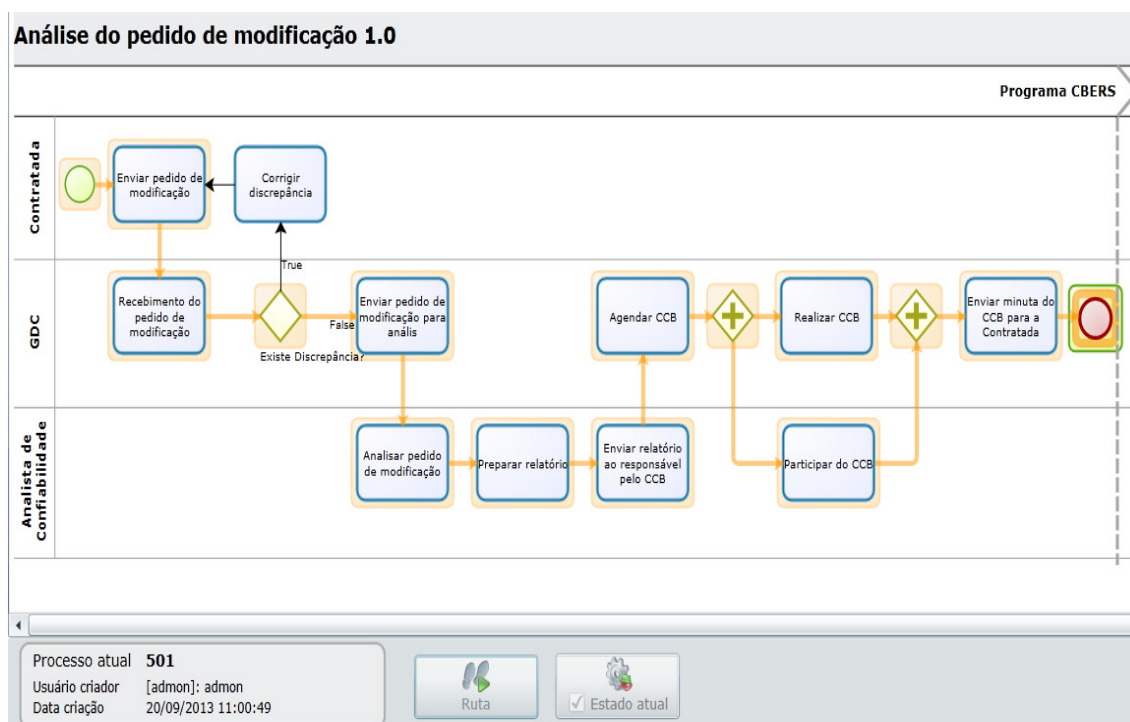 Análise do pedido de modificação 1.0
Programa CBERS
Contratada
Enviar pedido de
modificação
Corrigir
discrepância
True
GDC
Recebimento do
pedido de
modificação
Existe Discrepância?
False
Enviar pedido de
modificação para
anális
Agendar CCB
Realizar CCB
Enviar minuta do
CCB para a
Contratada
Analista de
Confiabilidade
Analisar pedido
de modificação
Preparar relatório
Enviar relatório
ao responsável
pelo CCB
Participar do CCB
Processo atual 501
Usuário criador [admon]: admon
Data criação 20/09/2013 11:00:49
Ruta
Estado atual